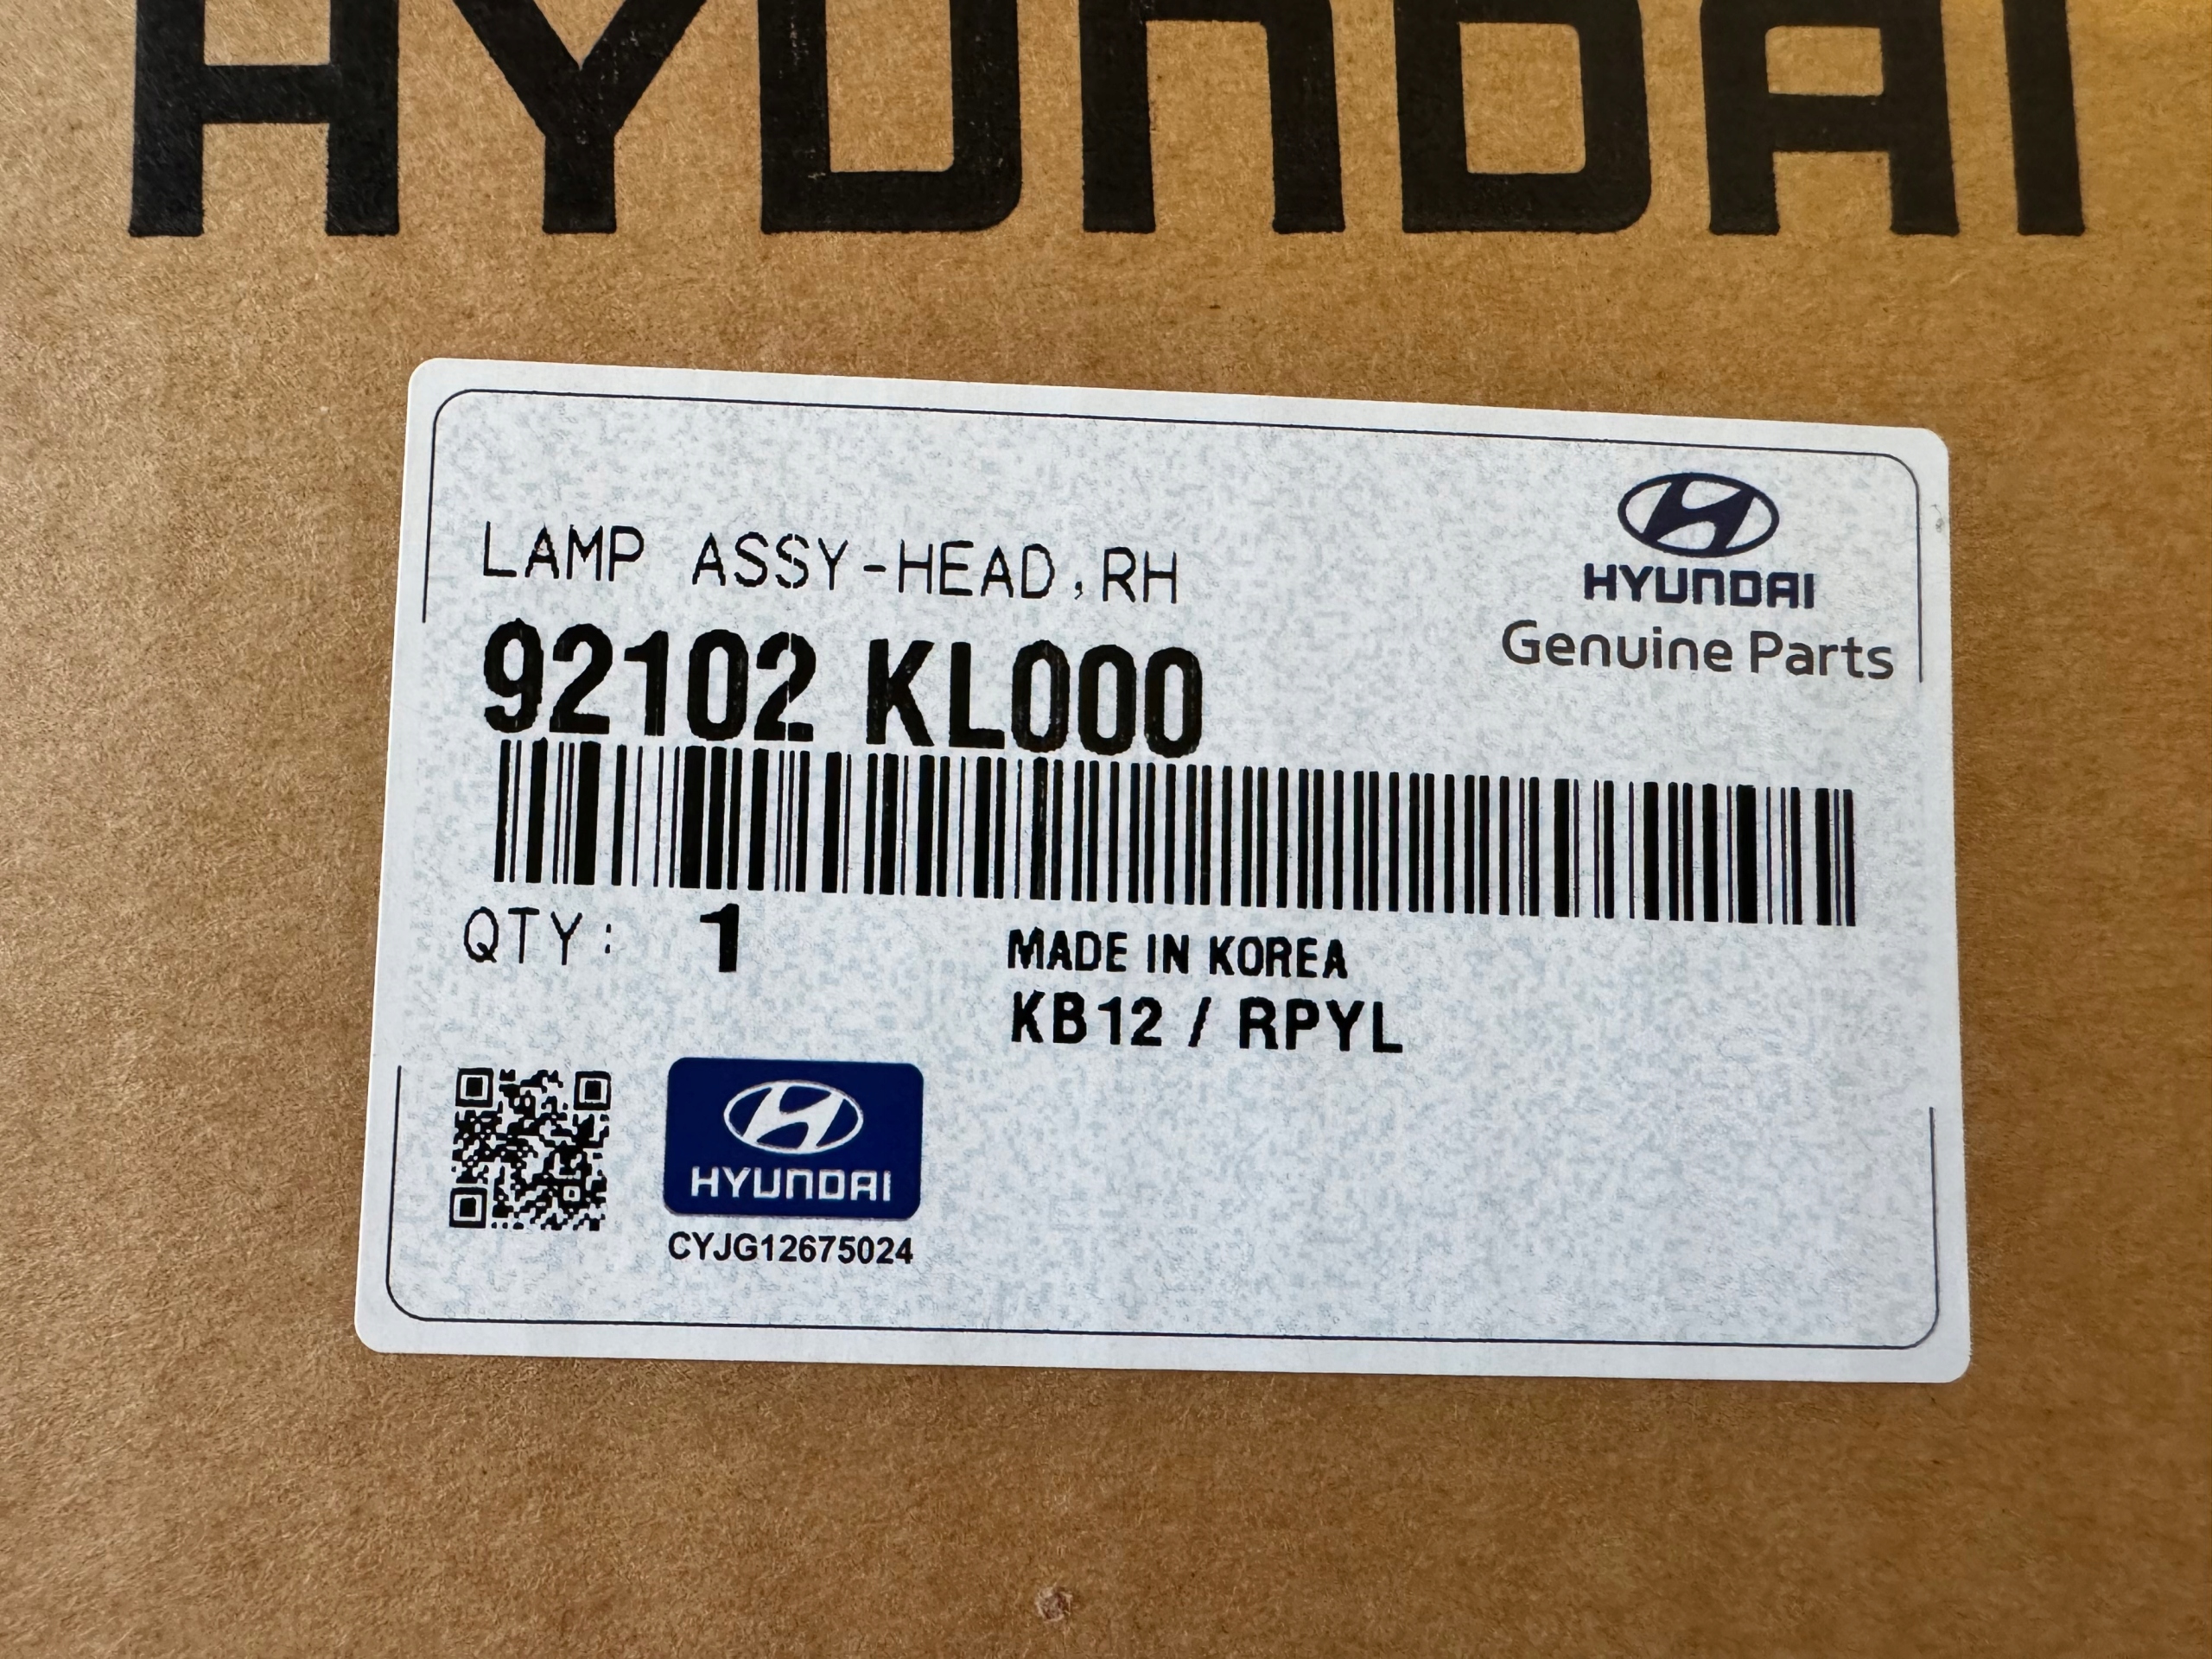 HYUNDAI
LAMP ASSY-HEAD,RH
HYUNDAI
Genuine Parts
92102 KL000
QTY: 1
MADE IN KOREA
KB12 / RPYL
HYUNDAI
CYJG12675024